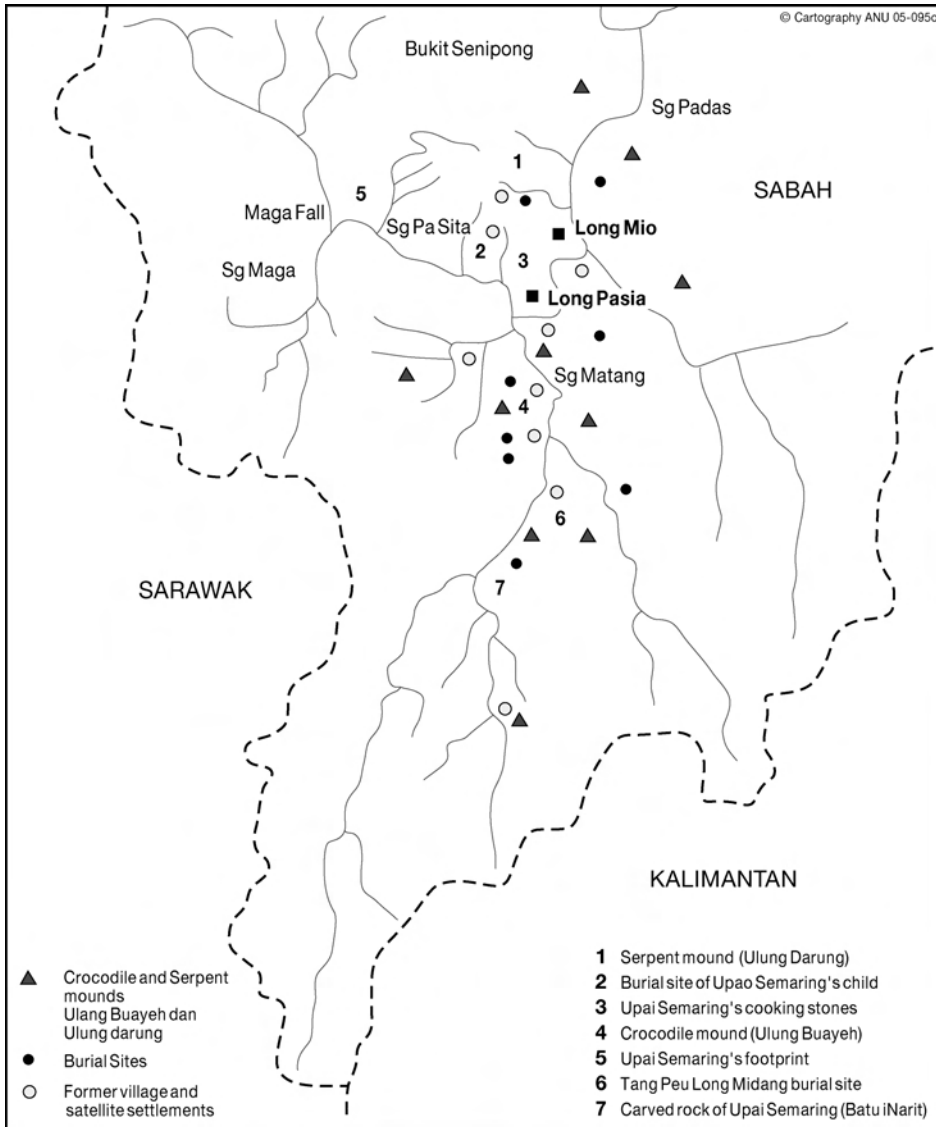 © Cartography ANU 05-095c
Bukit Senipong
Sg Padas
1
SABAH
5
Maga Fall
Sg Pa Sita
Long Mio
2
3
Sg Maga
Long Pasia
Sg Matang
4
6
SARAWAK
7
KALIMANTAN
Crocodile and Serpent
mounds
Ulang Buayeh dan
Ulung darung
Burial Sites
Former village and
satellite settlements
1 Serpent mound (Ulung Darung)
2 Burial site of Upao Semaring's child
3 Upai Semaring's cooking stones
4 Crocodile mound (Ulung Buayeh)
5 Upai Semaring's footprint
6 Tang Peu Long Midang burial site
7 Carved rock of Upai Semaring (Batu iNarit)